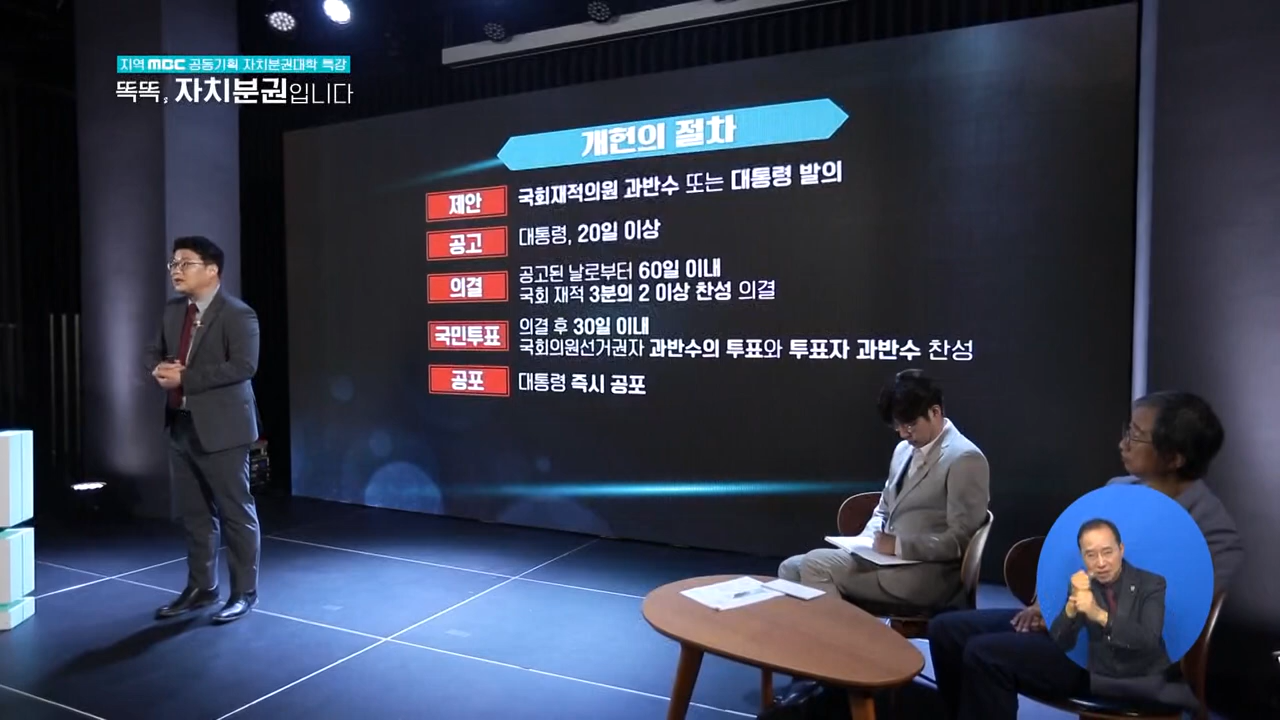 지역 MBC 공동기획 자치분권대학 특강
똑똑, 자치분권입니다
개헌의 절차
제안 국회재적의원 과반수 또는 대통령 발의
공고 대통령, 20일 이상
의결 공고된 날로부터 60일 이내
국회 재적 3분의 2 이상 찬성 의결
국민투표 의결 후 30일 이내
국회의원선거권자 과반수의 투표와 투표자 과반수 찬성
공포 대통령 즉시 공포